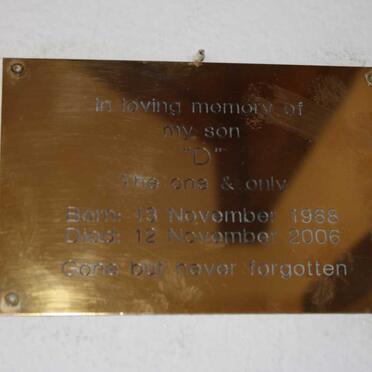 In loving memory of
my son
"D"
The one & only
Born: 13 November 1988
Died: 12 November 2006
Gone but never forgotten